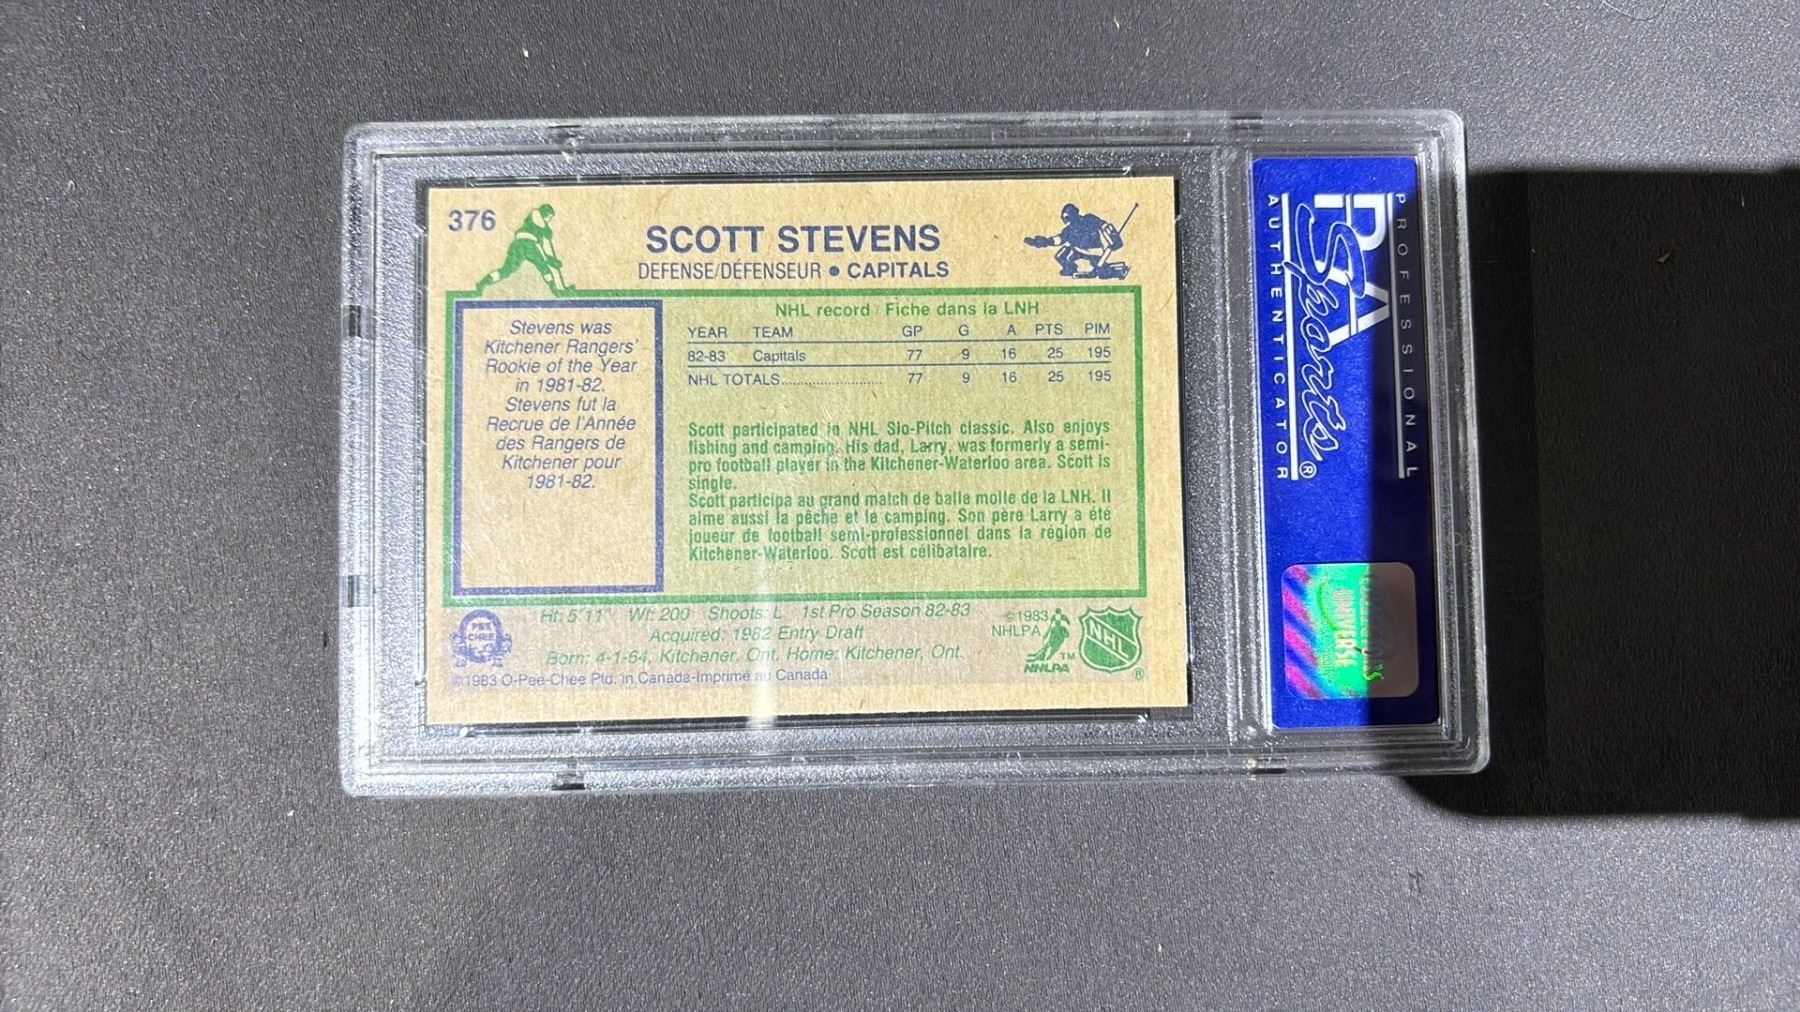 376
SCOTT STEVENS
DEFENSE/DÉFENSEUR • CAPITALS
Stevens was
Kitchener Rangers'
Rookie of the Year
in 1981-82.
Stevens fut la
Recrue de l'Année
des Rangers de
Kitchener pour
1981-82.
NHL record Fiche dans la LNH
YEAR TEAM GP G A PTS PIM
82-83 Capitals 77 9 16 25 195
NHL TOTALS.......................... 77 9 16 25 195
Scott participated in NHL Slo-Pitch classic. Also enjoys
fishing and camping. His dad, Larry, was formerly a semi-
pro football player in the Kitchener-Waterloo area. Scott is
single.
Scott participa au grand match de balle molle de la LNH. Il
aime aussi la pêche et le camping. Son père Larry a été
joueur de football semi-professionnel dans la région de
Kitchener-Waterloo. Scott est célibataire.
Ht: 5'11" Wt: 200 Shoots: L 1st Pro Season 82-83
Acquired: 1982 Entry Draft
Born: 4-1-64, Kitchener, Ont. Home: Kitchener, Ont.
©1983 O-Pee-Chee Ptd. in Canada-Imprimé au Canada
PEE
CHEE
©1983
NHLPA
NHLPA
TM
NHL
®
PROFESSIONAL
PSA
Sports®
AUTHENTICATOR
UNIVERSE